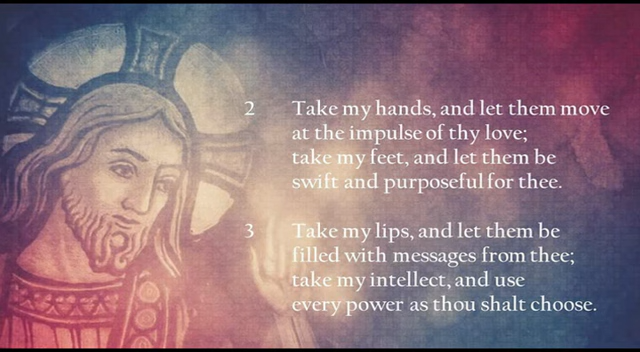 2 Take my hands, and let them move
at the impulse of thy love;
take my feet, and let them be
swift and purposeful for thee.
3 Take my lips, and let them be
filled with messages from thee;
take my intellect, and use
every power as thou shalt choose.